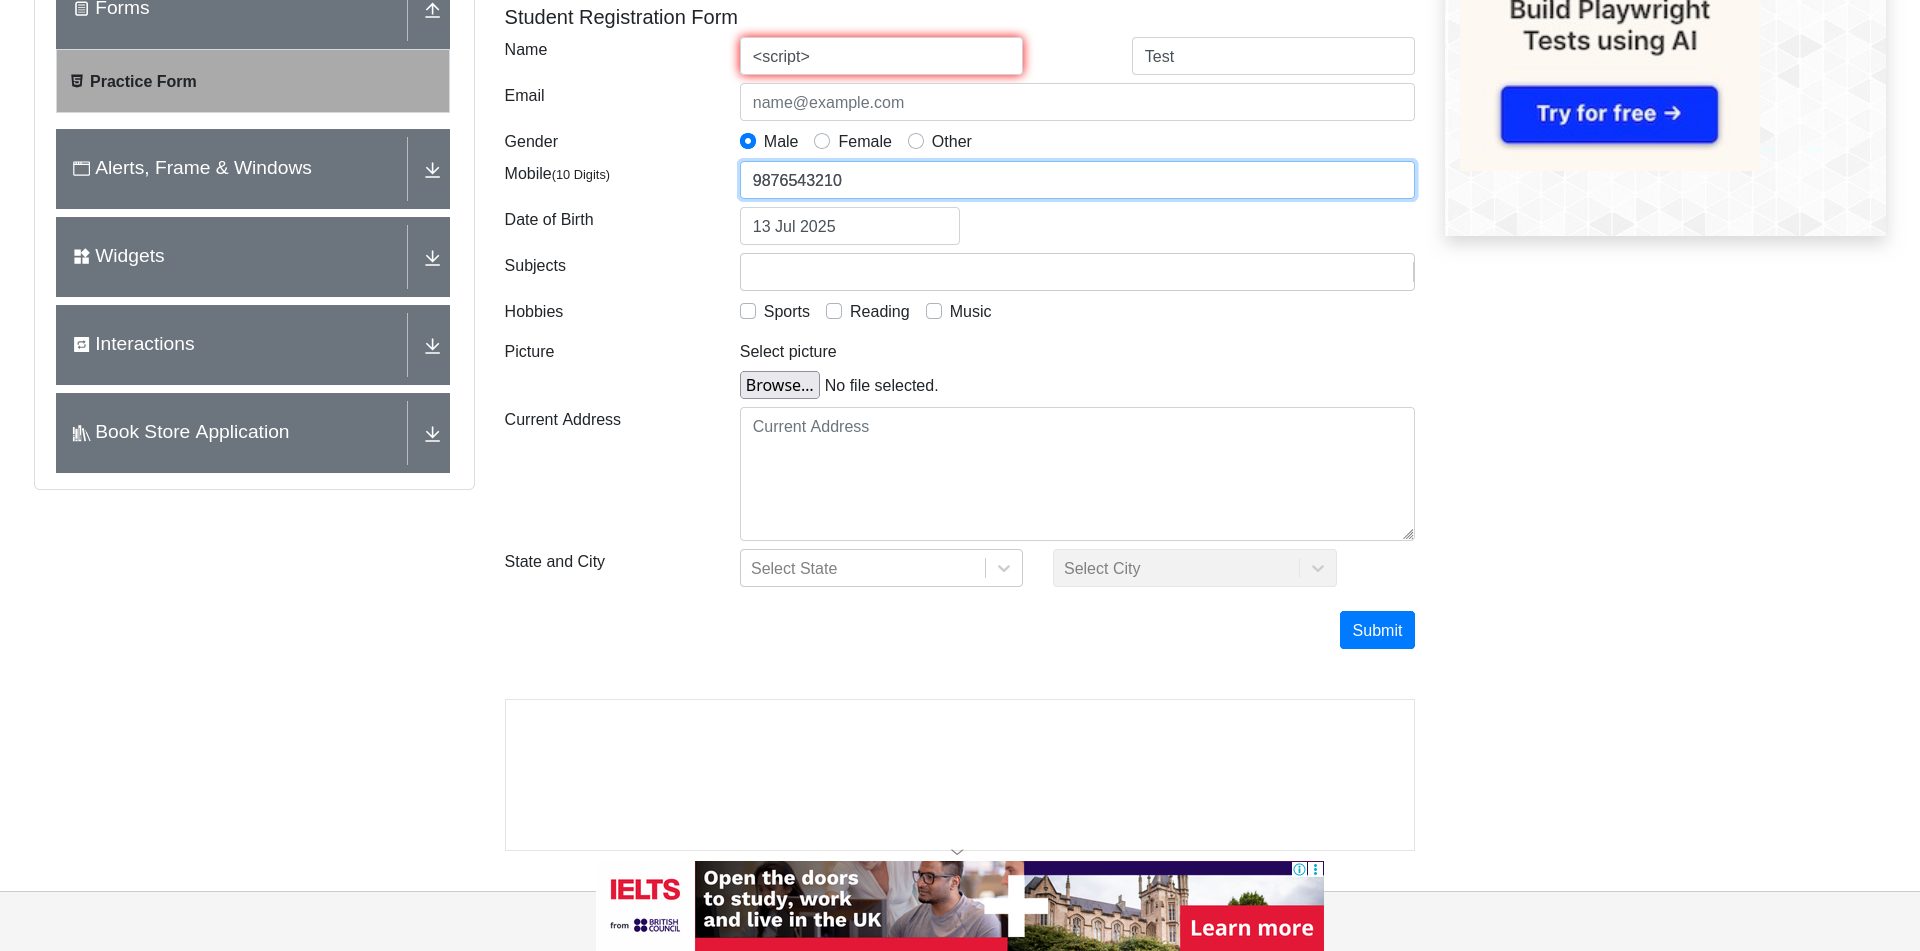 Forms
Practice Form
Alerts, Frame & Windows
Widgets
Interactions
Book Store Application
Student Registration Form
Name
<script>
Test
Email
name@example.com
Gender
Male
Female
Other
Mobile(10 Digits)
9876543210
Date of Birth
13 Jul 2025
Subjects
Hobbies
Sports
Reading
Music
Picture
Select picture
Browse... No file selected.
Current Address
Current Address
State and City
Select State
Select City
Submit
Build Playwright
Tests using AI
Try for free →
IELTS
from BRITISH COUNCIL
Open the doors
to study, work
and live in the UK
Learn more